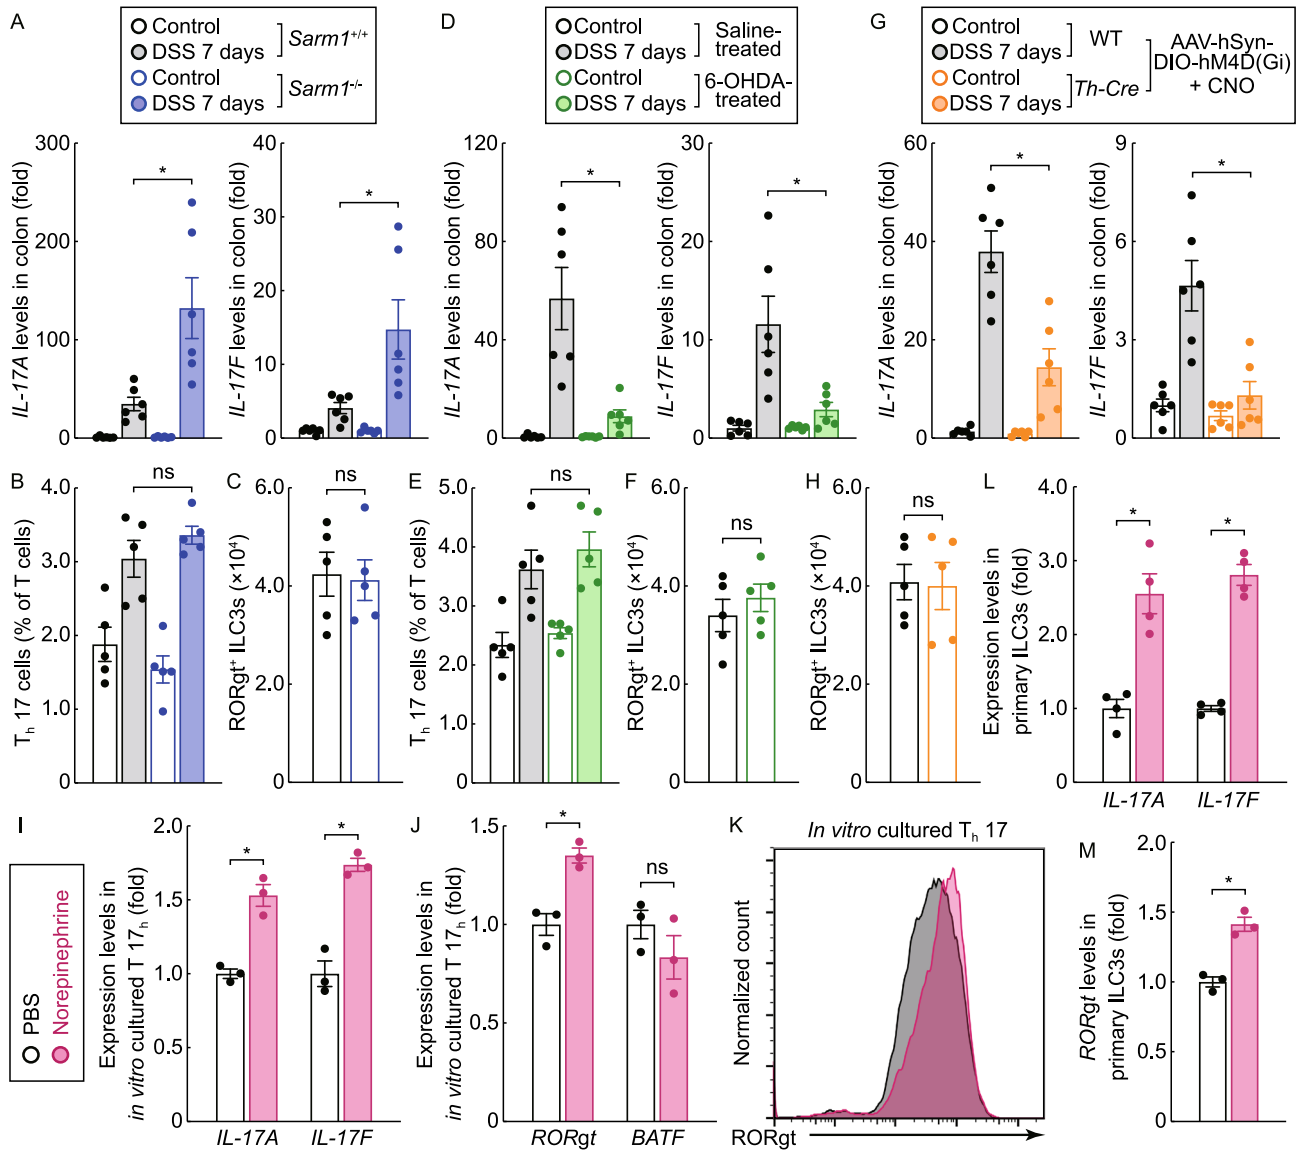 A
Control
DSS 7 days
Sarm1+/+
Control
DSS 7 days
Sarm1-/-
IL-17A levels in colon (fold)
300
200
100
0
*
IL-17F levels in colon (fold)
40
30
20
10
0
*
D
Control
DSS 7 days
Saline-
treated
Control
DSS 7 days
6-OHDA-
treated
IL-17A levels in colon (fold)
120
80
40
0
*
IL-17F levels in colon (fold)
30
20
10
0
*
G
Control
DSS 7 days
WT
Control
DSS 7 days
Th-Cre
AAV-hSyn-
DIO-hM4D(Gi)
+ CNO
IL-17A levels in colon (fold)
60
40
20
0
*
IL-17F levels in colon (fold)
9
6
3
0
*
B
Th 17 cells (% of T cells)
4.0
3.0
2.0
1.0
0
ns
C
RORgt+ ILC3s (×10⁴)
6.0
4.0
2.0
0
ns
E
Th 17 cells (% of T cells)
5.0
4.0
3.0
2.0
1.0
0
ns
F
RORgt+ ILC3s (×10⁴)
6.0
4.0
2.0
0
ns
H
RORgt+ ILC3s (×10⁴)
6.0
4.0
2.0
0
ns
L
Expression levels in
primary ILC3s (fold)
4.0
3.0
2.0
1.0
0
*
*
IL-17A
IL-17F
I
PBS
Norepinephrine
Expression levels in
in vitro cultured T 17h (fold)
2.0
1.5
1.0
0.5
0
*
*
IL-17A
IL-17F
J
Expression levels in
in vitro cultured T 17h (fold)
1.5
1.0
0.5
0
*
ns
RORgt
BATF
K
In vitro cultured Th 17
Normalized count
RORgt
M
RORgt levels in
primary ILC3s (fold)
2.0
1.5
1.0
0.5
0
*